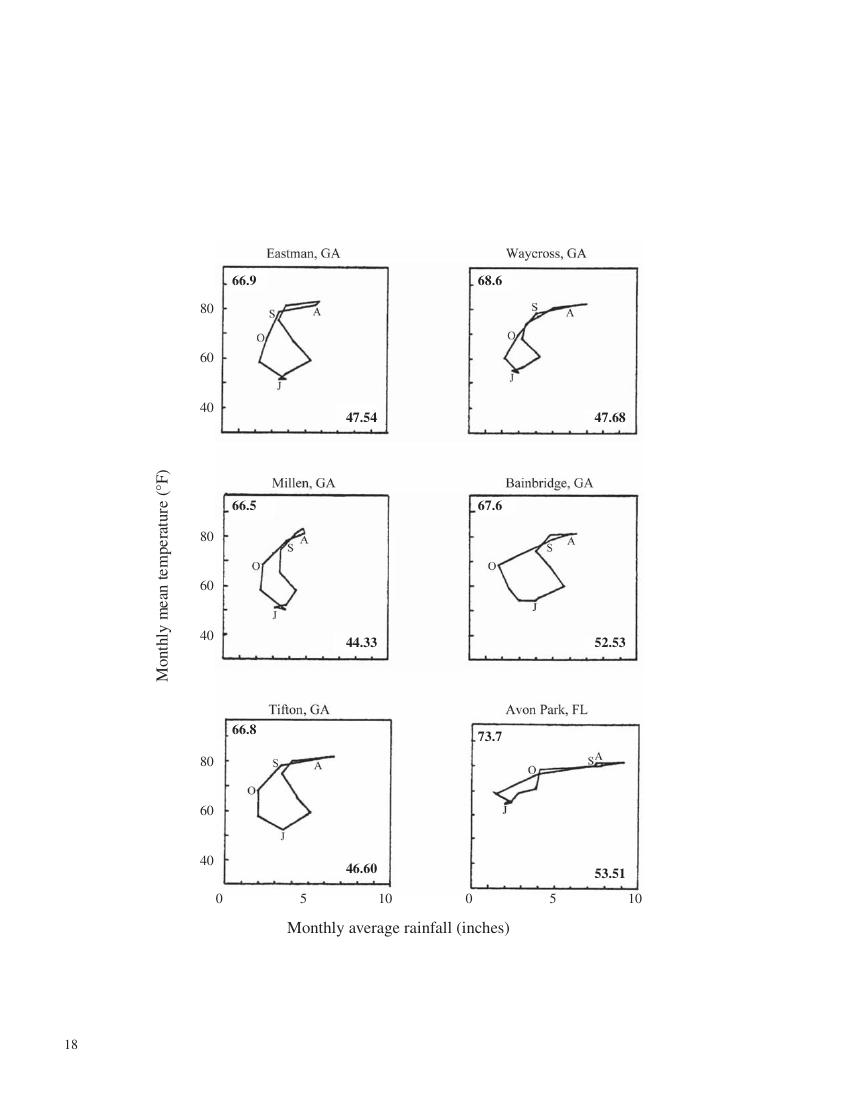 Eastman, GA
66.9
80
60
40
S
A
O
J
47.54
Waycross, GA
68.6
S
A
O
J
47.68
Monthly mean temperature (°F)
Millen, GA
66.5
80
60
40
S
A
O
J
44.33
Bainbridge, GA
67.6
S
A
O
J
52.53
Tifton, GA
66.8
80
60
40
S
A
O
J
46.60
0 5 10
Avon Park, FL
73.7
A
S
O
J
53.51
0 5 10
Monthly average rainfall (inches)
18